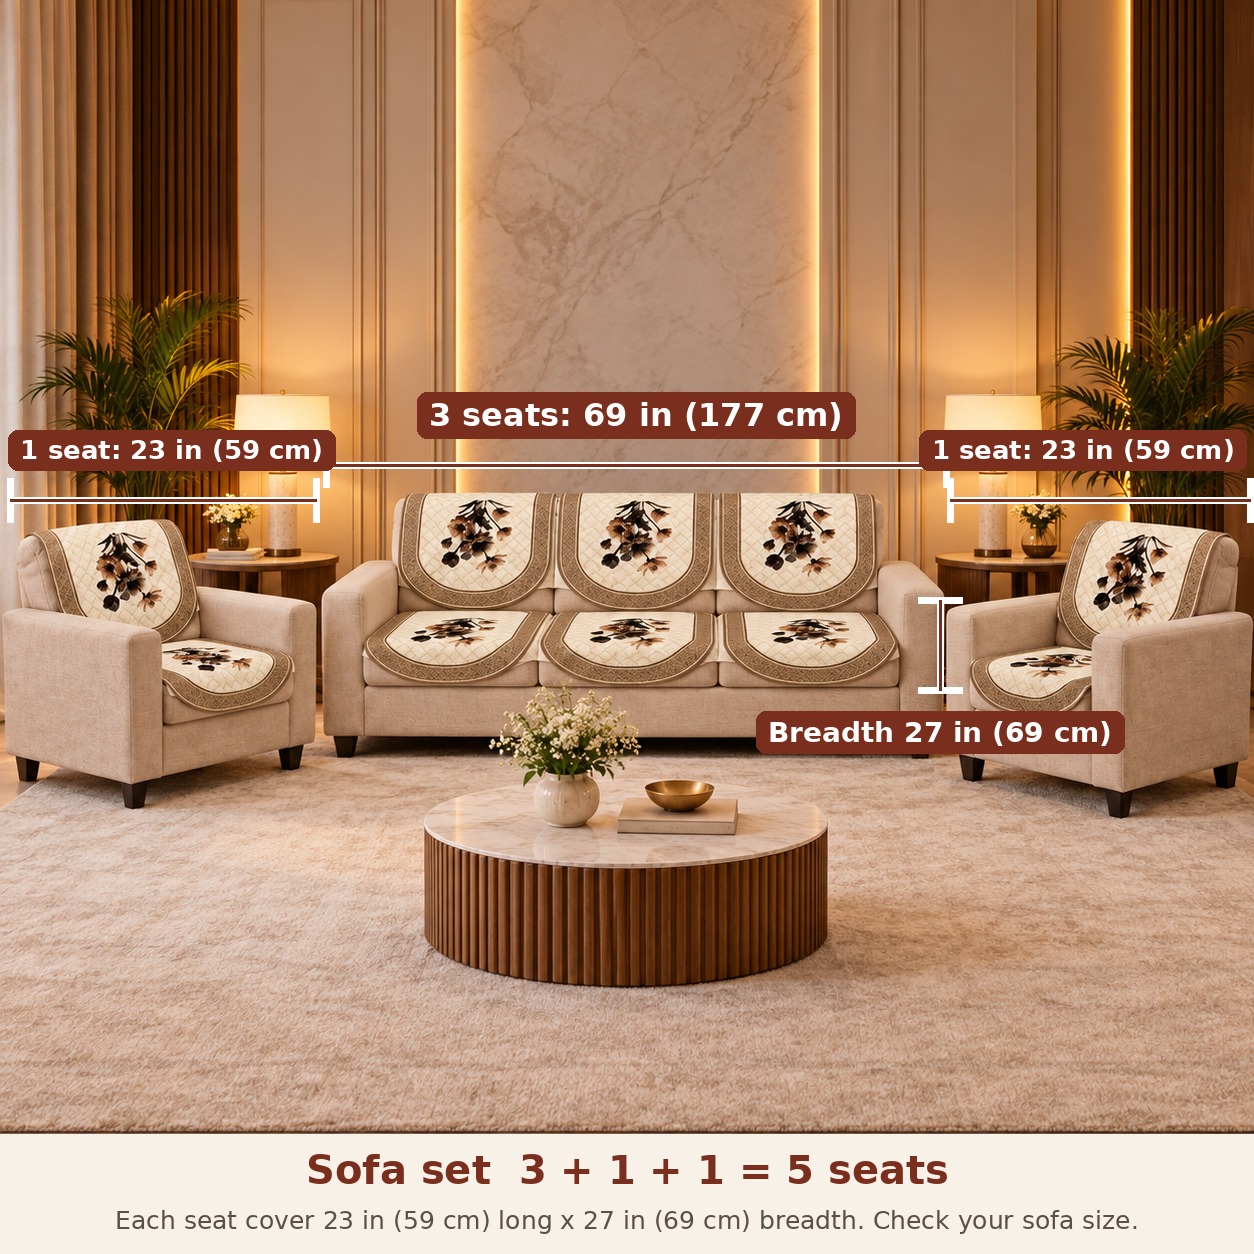 3 seats: 69 in (177 cm)
1 seat: 23 in (59 cm)
1 seat: 23 in (59 cm)
Breadth 27 in (69 cm)
Sofa set  3 + 1 + 1 = 5 seats
Each seat cover 23 in (59 cm) long x 27 in (69 cm) breadth. Check your sofa size.